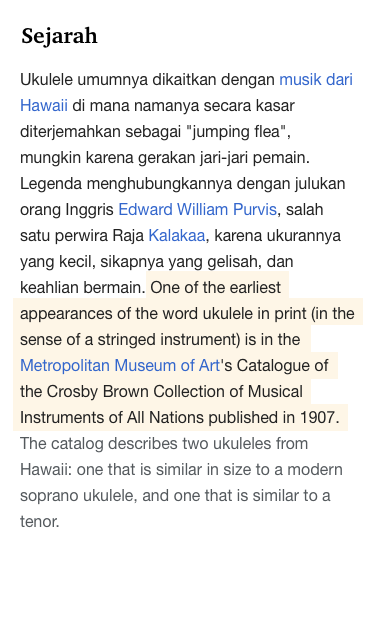 Sejarah
Ukulele umumnya dikaitkan dengan musik dari
Hawaii di mana namanya secara kasar
diterjemahkan sebagai "jumping flea",
mungkin karena gerakan jari-jari pemain.
Legenda menghubungkannya dengan julukan
orang Inggris Edward William Purvis, salah
satu perwira Raja Kalakaa, karena ukurannya
yang kecil, sikapnya yang gelisah, dan
keahlian bermain. One of the earliest
appearances of the word ukulele in print (in the
sense of a stringed instrument) is in the
Metropolitan Museum of Art's Catalogue of
the Crosby Brown Collection of Musical
Instruments of All Nations published in 1907.
The catalog describes two ukuleles from
Hawaii: one that is similar in size to a modern
soprano ukulele, and one that is similar to a
tenor.